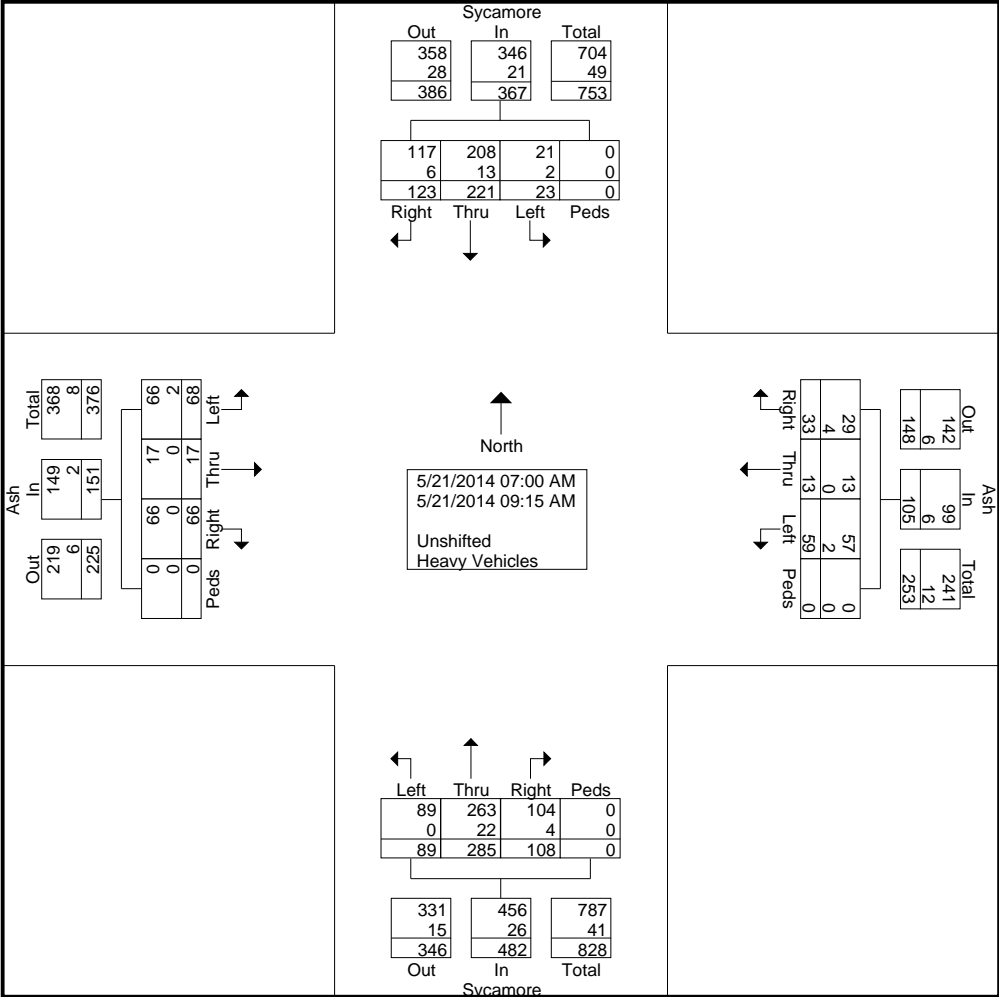 Sycamore
Out In Total
358 346 704
28 21 49
386 367 753
117 208 21 0
6 13 2 0
123 221 23 0
Right Thru Left Peds
Ash
Total In Out
368 149 219
8 2 6
376 151 225
66 17 66 0
2 0 0 0
68 17 66 0
Left Thru Right Peds
North
5/21/2014 07:00 AM
5/21/2014 09:15 AM
Unshifted
Heavy Vehicles
Right Thru Left Peds
29 13 57 0
4 0 2 0
33 13 59 0
Ash
Out In Total
142 99 241
6 6 12
148 105 253
Left Thru Right Peds
89 263 104 0
0 22 4 0
89 285 108 0
331 456 787
15 26 41
346 482 828
Out In Total
Sycamore